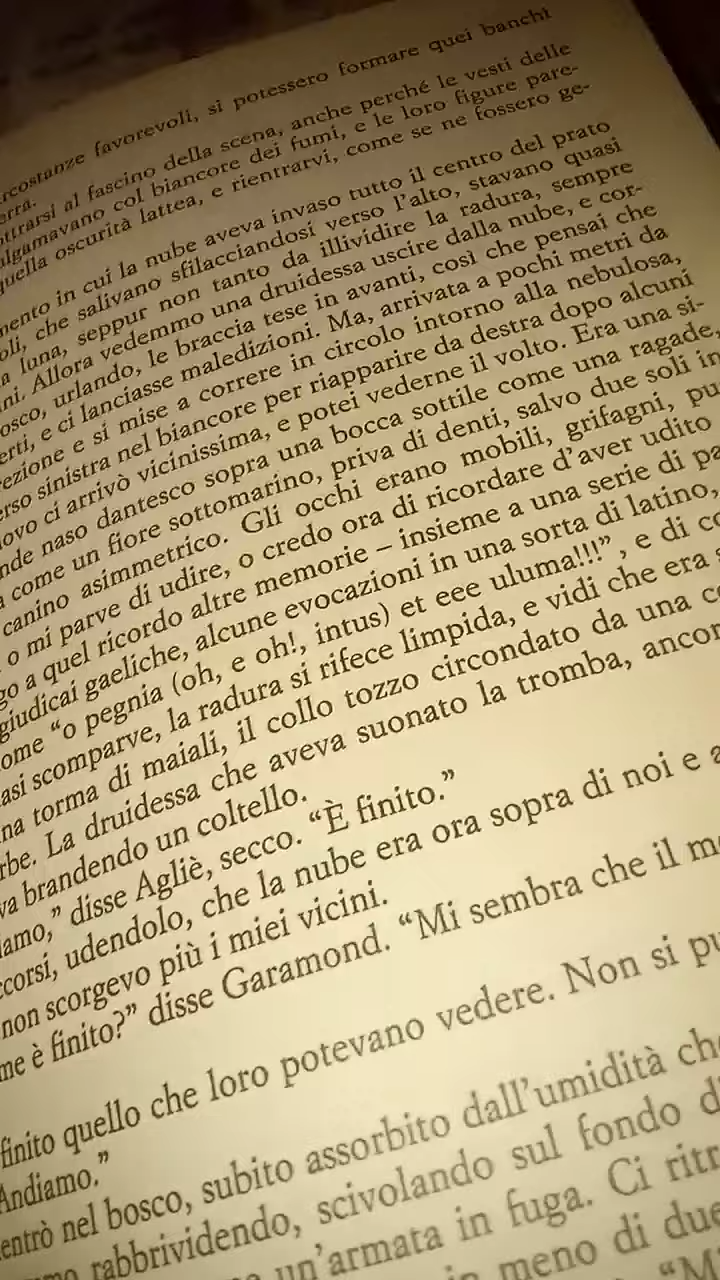 rcostanze favorevoli, si potessero formare quei banchi
erra.
ottrarsi al fascino della scena, anche perché le vesti delle
algamavano col biancore dei fumi, e le loro figure pare-
quella oscurità lattea, e rientrarvi, come se ne fossero ge-
mento in cui la nube aveva invaso tutto il centro del prato
oli, che salivano sfilacciandosi verso l'alto, stavano quasi
a luna, seppur non tanto da illividire la radura, sempre
ni. Allora vedemmo una druidessa uscire dalla nube, e cor-
osco, urlando, le braccia tese in avanti, così che pensai che
erti, e ci lanciasse maledizioni. Ma, arrivata a pochi metri da
ezione e si mise a correre in circolo intorno alla nebulosa,
erso sinistra nel biancore per riapparire da destra dopo alcuni
ovo ci arrivò vicinissima, e potei vederne il volto. Era una si-
nde naso dantesco sopra una bocca sottile come una ragade,
a come un fiore sottomarino, priva di denti, salvo due soli in
canino asimmetrico. Gli occhi erano mobili, grifagni, pu
o mi parve di udire, o credo ora di ricordare d'aver udito
go a quel ricordo altre memorie – insieme a una serie di pa
giudicai gaeliche, alcune evocazioni in una sorta di latino,
ome “o pegnia (oh, e oh!, intus) et eee uluma!!!” , e di co
asi scomparve, la radura si rifece limpida, e vidi che era s
na torma di maiali, il collo tozzo circondato da una co
rbe. La druidessa che aveva suonato la tromba, ancor
va brandendo un coltello.
iamo,” disse Agliè, secco. “È finito.”
ccorsi, udendolo, che la nube era ora sopra di noi e a
non scorgevo più i miei vicini.
me è finito?” disse Garamond. “Mi sembra che il me
finito quello che loro potevano vedere. Non si pu
Andiamo.”
entrò nel bosco, subito assorbito dall'umidità che
mo rabbrividendo, scivolando sul fondo d
un'armata in fuga. Ci ritr
in meno di due
“Mi